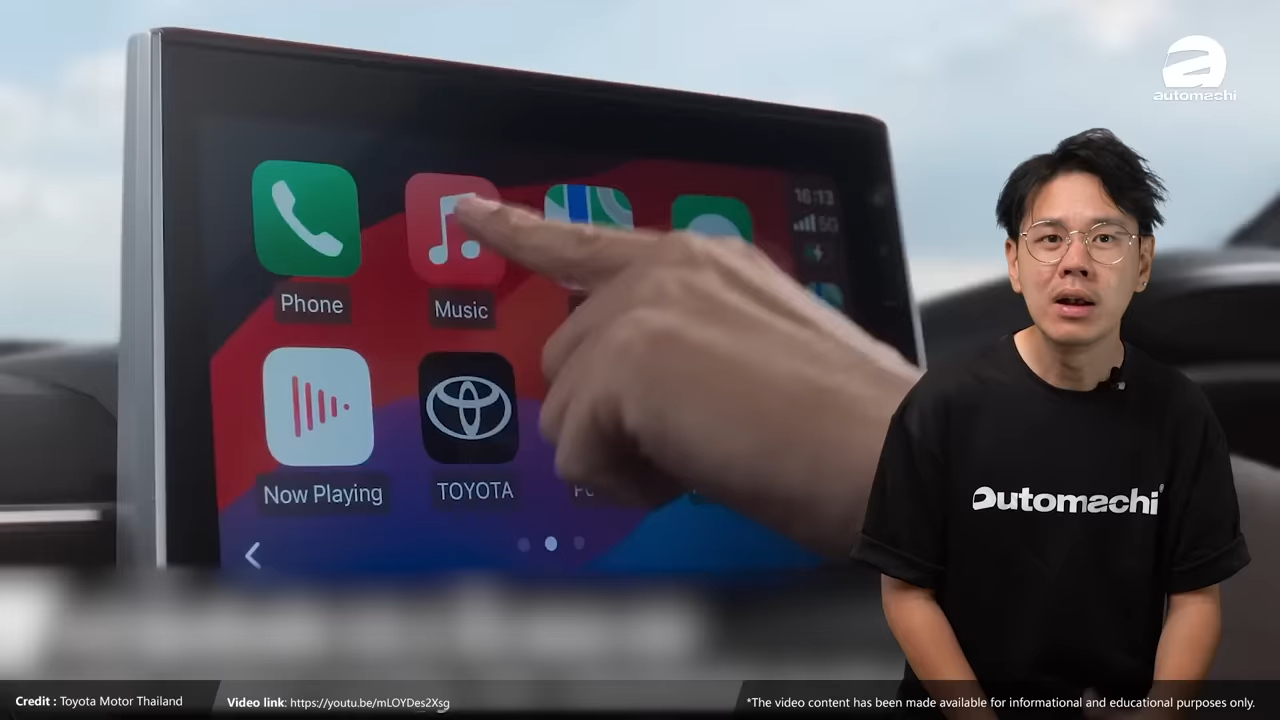 automachi
16:13
5G
Phone
Music
Now Playing
TOYOTA
Automachi
Credit : Toyota Motor Thailand
Video link: https://youtu.be/mLOYDes2Xsg
*The video content has been made available for informational and educational purposes only.